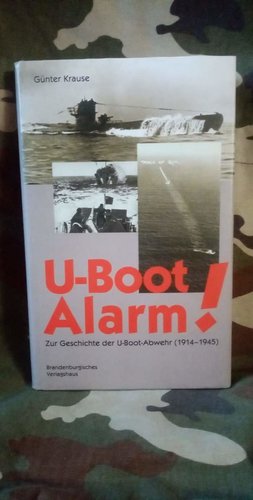 Günter Krause
U-Boot
Alarm!
Zur Geschichte der U-Boot-Abwehr (1914–1945)
Brandenburgisches
Verlagshaus